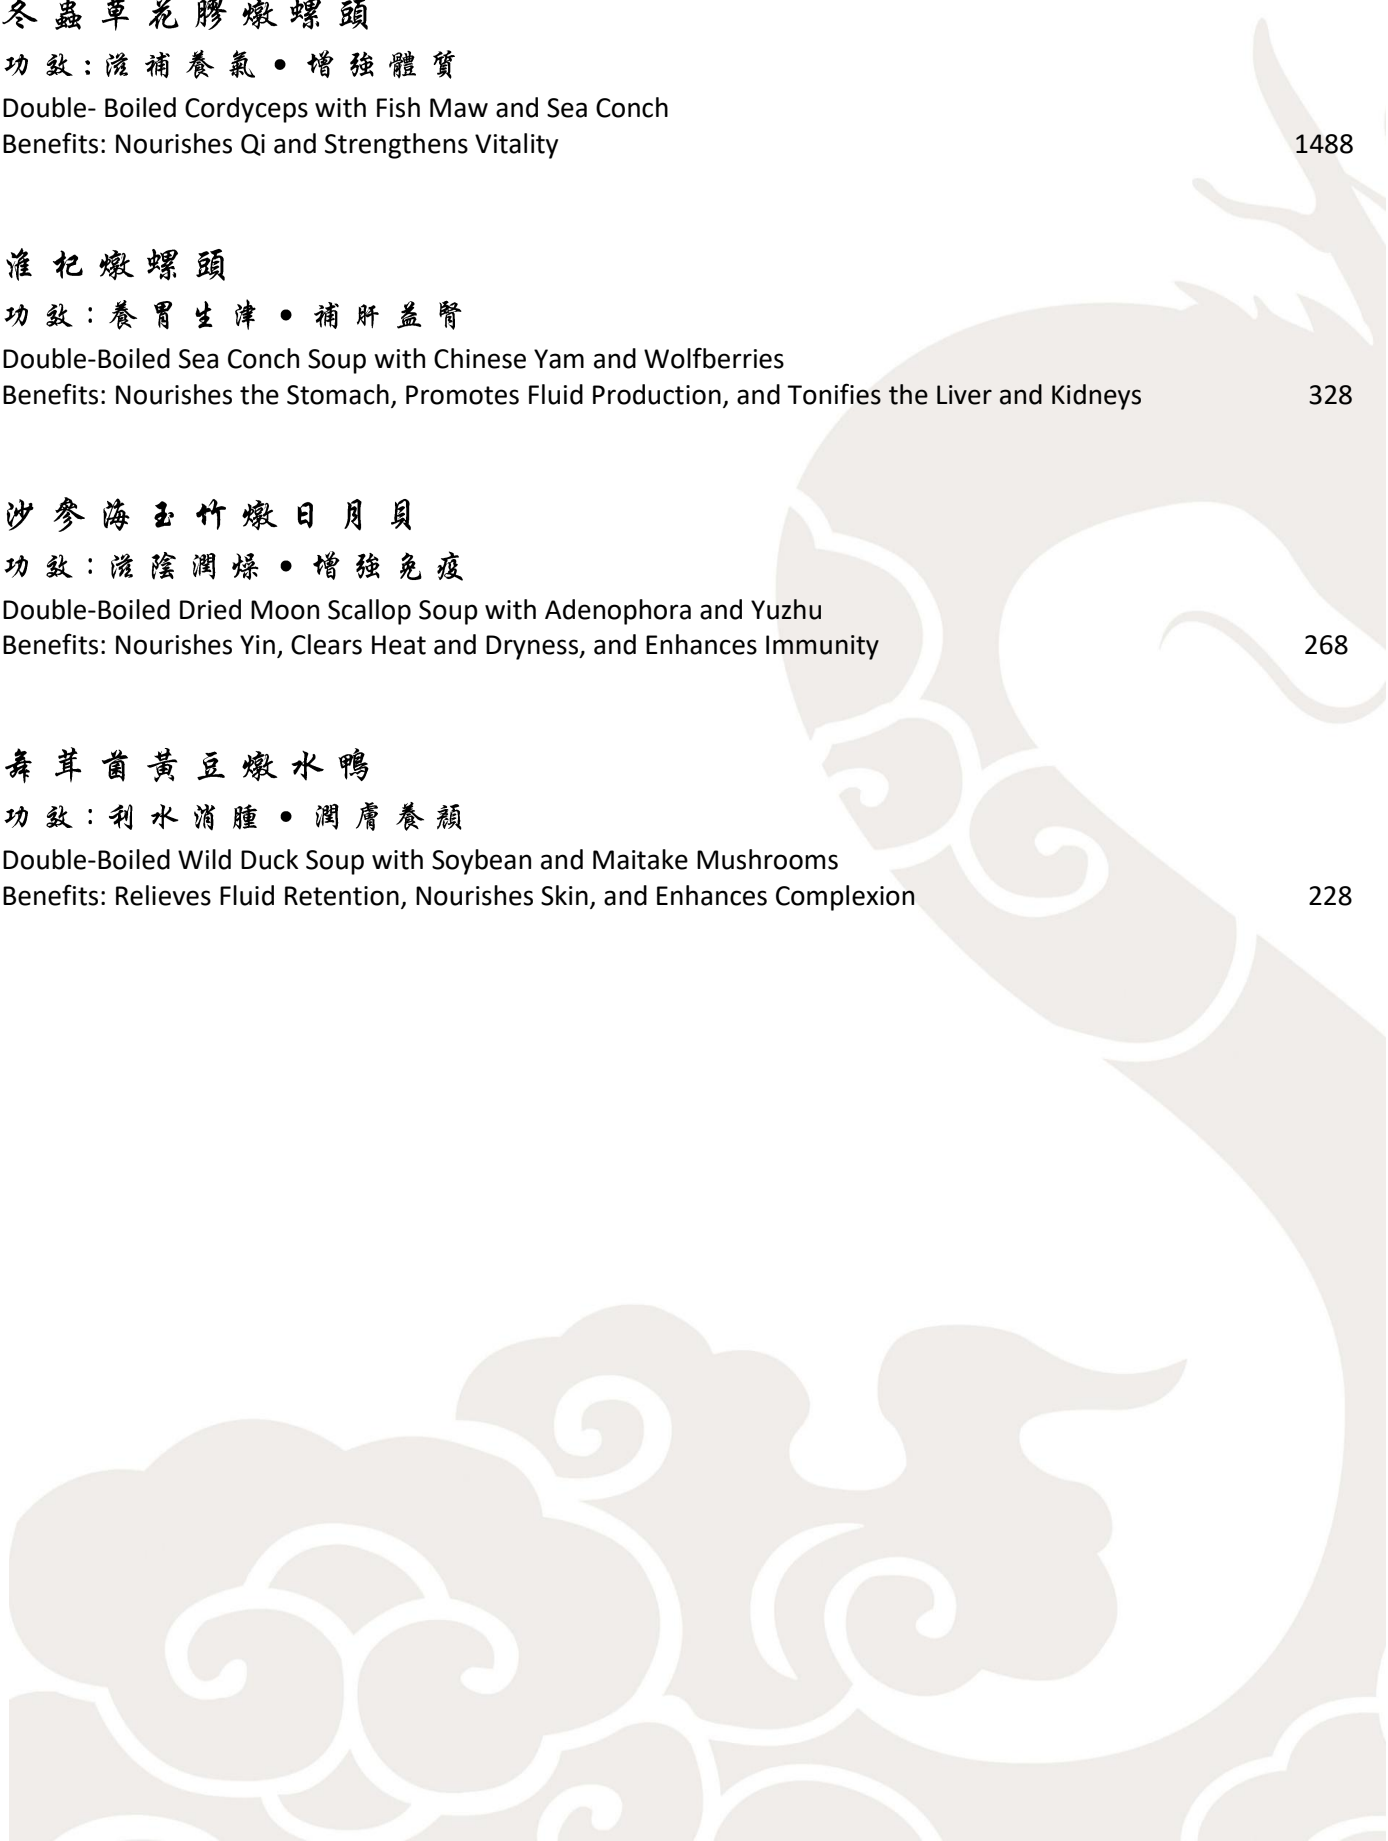 冬蟲草花膠燉螺頭
功效:滋補養氣•增強體質
Double- Boiled Cordyceps with Fish Maw and Sea Conch
Benefits: Nourishes Qi and Strengthens Vitality 1488
淮杞燉螺頭
功效:養胃生津•補肝益腎
Double-Boiled Sea Conch Soup with Chinese Yam and Wolfberries
Benefits: Nourishes the Stomach, Promotes Fluid Production, and Tonifies the Liver and Kidneys 328
沙參海玉竹燉日月貝
功效:滋陰潤燥•增強免疫
Double-Boiled Dried Moon Scallop Soup with Adenophora and Yuzhu
Benefits: Nourishes Yin, Clears Heat and Dryness, and Enhances Immunity 268
舞茸菌黃豆燉水鴨
功效:利水消腫•潤膚養顏
Double-Boiled Wild Duck Soup with Soybean and Maitake Mushrooms
Benefits: Relieves Fluid Retention, Nourishes Skin, and Enhances Complexion 228